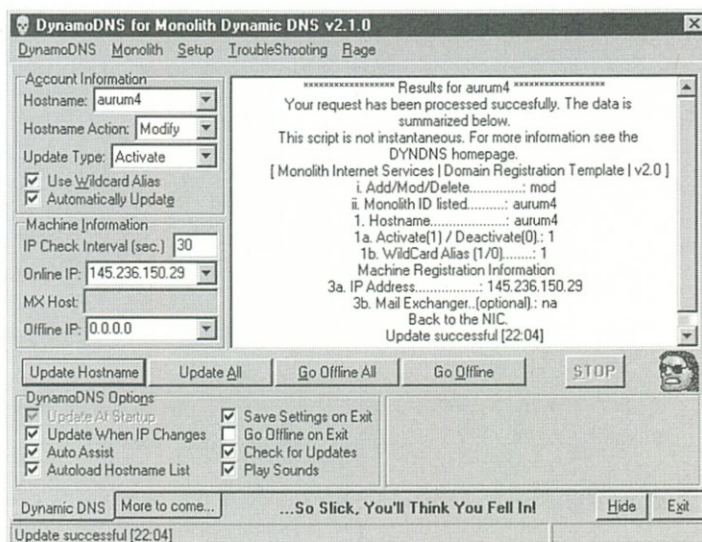 DynamoDNS for Monolith Dynamic DNS v2.1.0
DynamoDNS Monolith Setup TroubleShooting Rage
Account Information
Hostname: aurum4
Hostname Action: Modify
Update Type: Activate
Use Wildcard Alias
Automatically Update
Machine Information
IP Check Interval (sec.) 30
Online IP: 145.236.150.29
MX Host:
Offline IP: 0.0.0.0
****************** Results for aurum4 ******************
Your request has been processed succesfully. The data is
summarized below.
This script is not instantaneous. For more information see the
DYNDNS homepage.
[ Monolith Internet Services | Domain Registration Template | v2.0 ]
i. Add/Mod/Delete.............: mod
ii. Monolith ID listed.........: aurum4
1. Hostname....................: aurum4
1a. Activate(1) / Deactivate(0).: 1
1b. WildCard Alias (1/0)........: 1
Machine Registration Information
3a. IP Address..................: 145.236.150.29
3b. Mail Exchanger..(optional).: na
Back to the NIC.
Update successful [22:04]
Update Hostname Update All Go Offline All Go Offline STOP
DynamoDNS Options
Update At Startup
Update When IP Changes
Auto Assist
Autoload Hostname List
Save Settings on Exit
Go Offline on Exit
Check for Updates
Play Sounds
Dynamic DNS More to come... ...So Slick, You'll Think You Fell In! Hide Exit
Update successful [22:04]